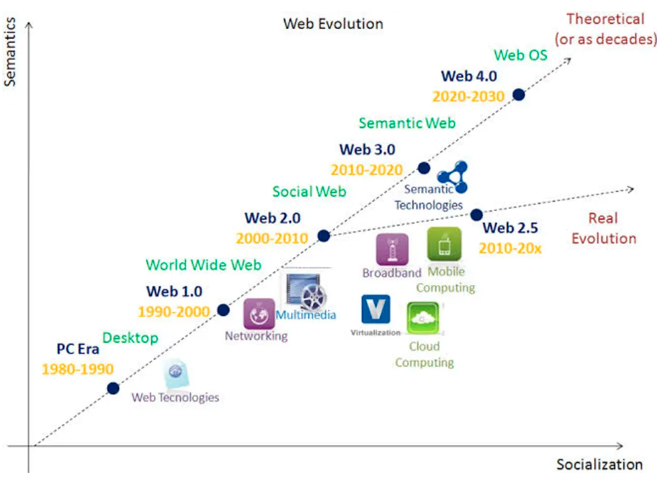 Web Evolution
Theoretical
(or as decades)
Semantics
Web OS
Web 4.0
2020-2030
Semantic Web
Web 3.0
2010-2020
Semantic
Technologies
Social Web
Web 2.0
2000-2010
Web 2.5
2010-20x
Real
Evolution
Broadband
Mobile
Computing
World Wide Web
Web 1.0
1990-2000
Networking
Multimedia
V
Virtualization
Cloud
Computing
Desktop
PC Era
1980-1990
Web Tecnologies
Socialization